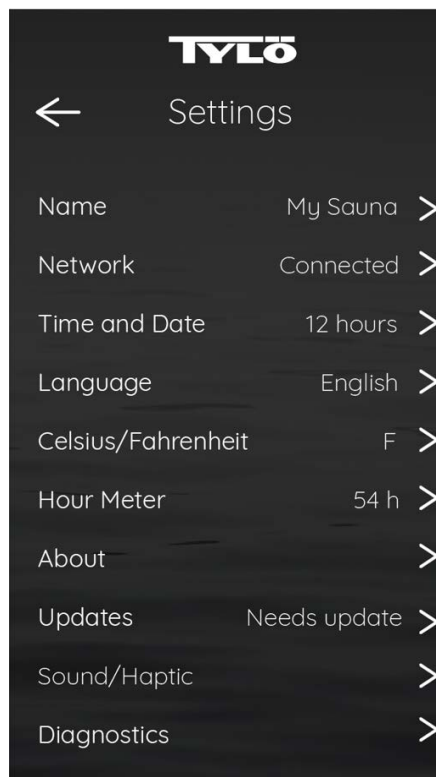 TYLÖ
Settings
Name My Sauna
Network Connected
Time and Date 12 hours
Language English
Celsius/Fahrenheit F
Hour Meter 54 h
About
Updates Needs update
Sound/Haptic
Diagnostics